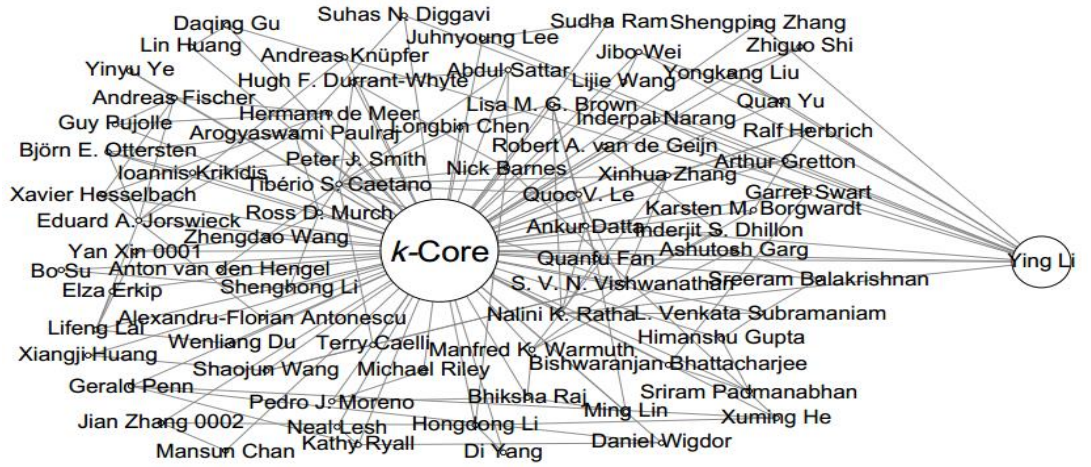 Suhas N. Diggavi
Daqing Gu
Sudha Ram
Shengping Zhang
Juhnyoung Lee
Lin Huang
Zhiguo Shi
Jibo Wei
Andreas Knüpfer
Yinyu Ye
Abdul Sattar
Yongkang Liu
Hugh F. Durrant-Whyte
Lijie Wang
Andreas Fischer
Quan Yu
Lisa M. G. Brown
Hermann de Meer
Inderpal Narang
Guy Pujolle
Longbin Chen
Ralf Herbrich
Arogyaswami Paulraj
Robert A. van de Geijn
Björn E. Ottersten
Peter J. Smith
Arthur Gretton
Nick Barnes
Ioannis Krikidis
Xinhua Zhang
Tibério S. Caetano
Xavier Hesselbach
Quoc V. Le
Garret Swart
Karsten M. Borgwardt
Eduard A. Jorswieck
Ross D. Murch
Ankur Datta
Inderjit S. Dhillon
Zhengdao Wang
k-Core
Yan Xin 0001
Ashutosh Garg
Quanfu Fan
Ying Li
Bo Su
Anton van den Hengel
Shenghong Li
S. V. N. Vishwanathan
Sreeram Balakrishnan
Elza Erkip
Alexandru-Florian Antonescu
Nalini K. Ratha
L. Venkata Subramaniam
Lifeng Lai
Wenliang Du
Terry Caelli
Himanshu Gupta
Manfred K. Warmuth
Xiangji Huang
Shaojun Wang
Michael Riley
Bishwaranjan Bhattacharjee
Gerald Penn
Sriram Padmanabhan
Bhiksha Raj
Pedro J. Moreno
Ming Lin
Xuming He
Jian Zhang 0002
Neal Lesh
Hongdong Li
Kathy Ryall
Daniel Wigdor
Mansun Chan
Di Yang